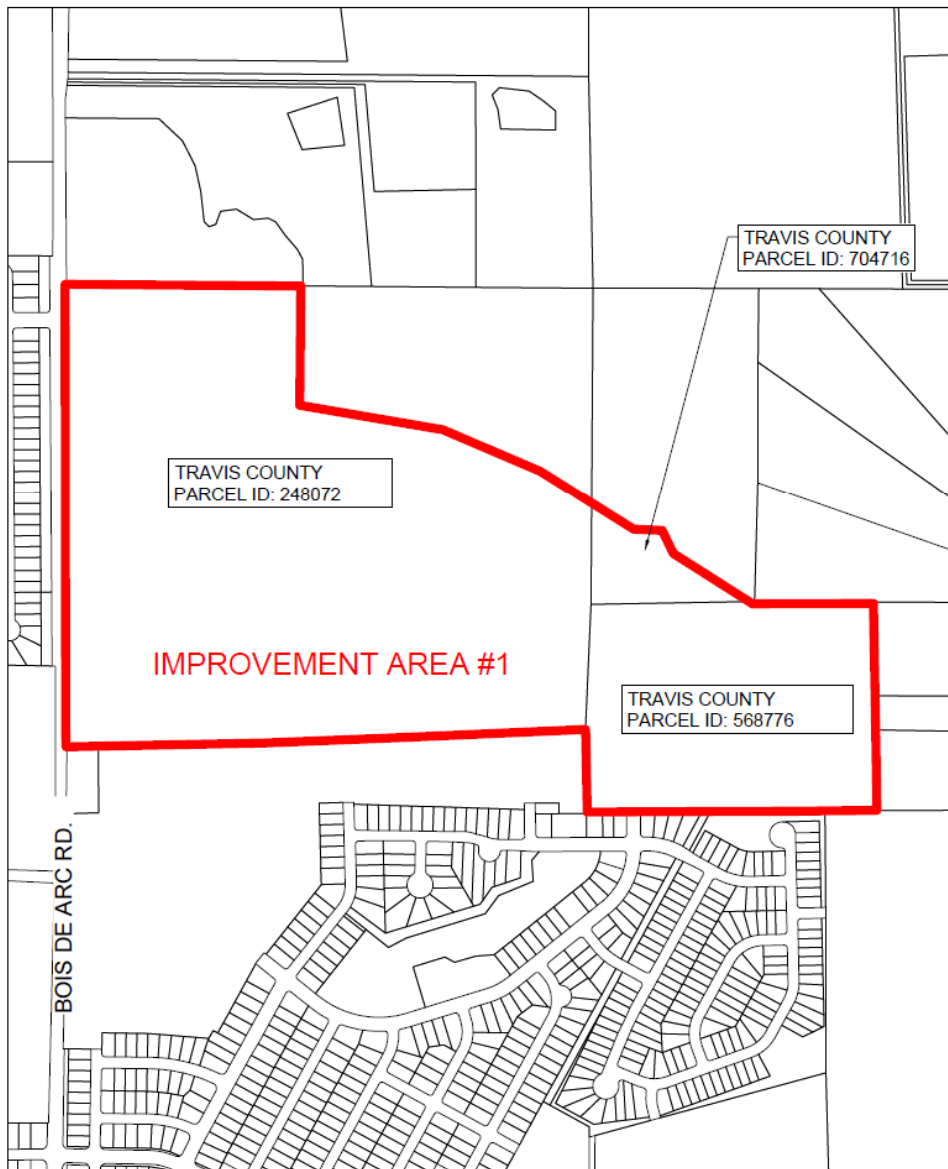 TRAVIS COUNTY
PARCEL ID: 704716
TRAVIS COUNTY
PARCEL ID: 248072
IMPROVEMENT AREA #1
TRAVIS COUNTY
PARCEL ID: 568776
BOIS DE ARC RD.